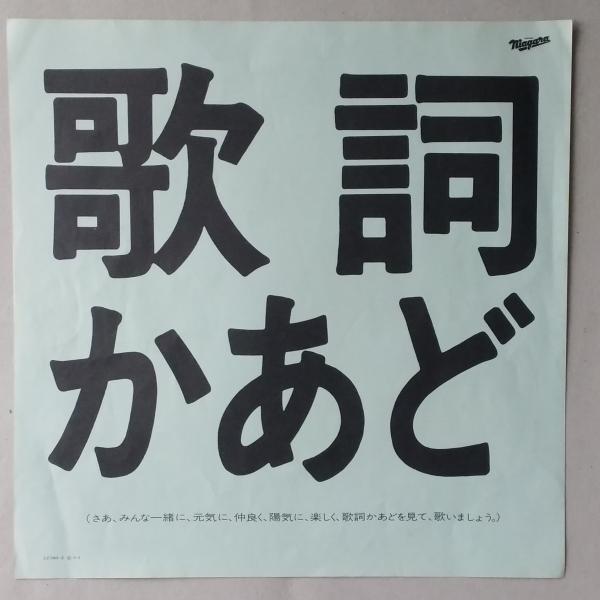 Niagara
歌詞
かあど
(さあ、みんな一緒に、元気に、仲良く、陽気に、楽しく、歌詞かあどを見て、歌いましょう。)